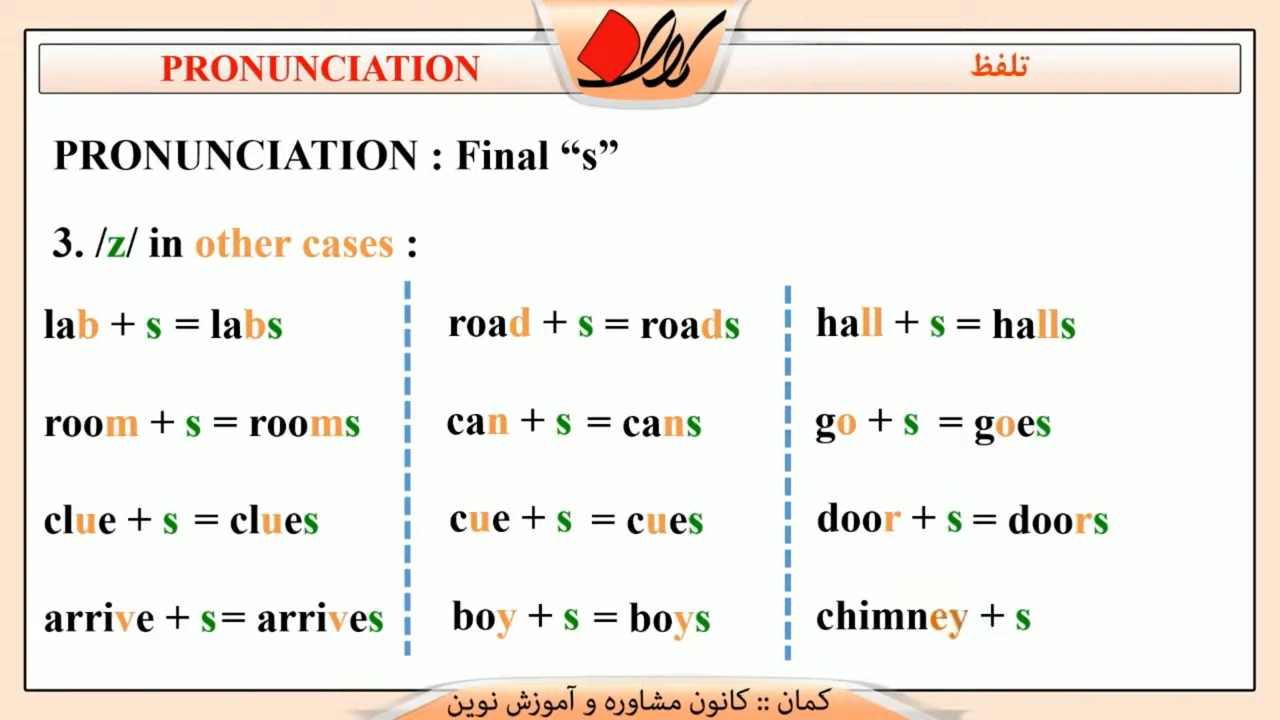 PRONUNCIATION
تلفظ
PRONUNCIATION : Final “s”
3. /z/ in other cases :
lab + s = labs
road + s = roads
hall + s = halls
room + s = rooms
can + s = cans
go + s = goes
clue + s = clues
cue + s = cues
door + s = doors
arrive + s= arrives
boy + s = boys
chimney + s
کمان :: کانون مشاوره و آموزش نوین